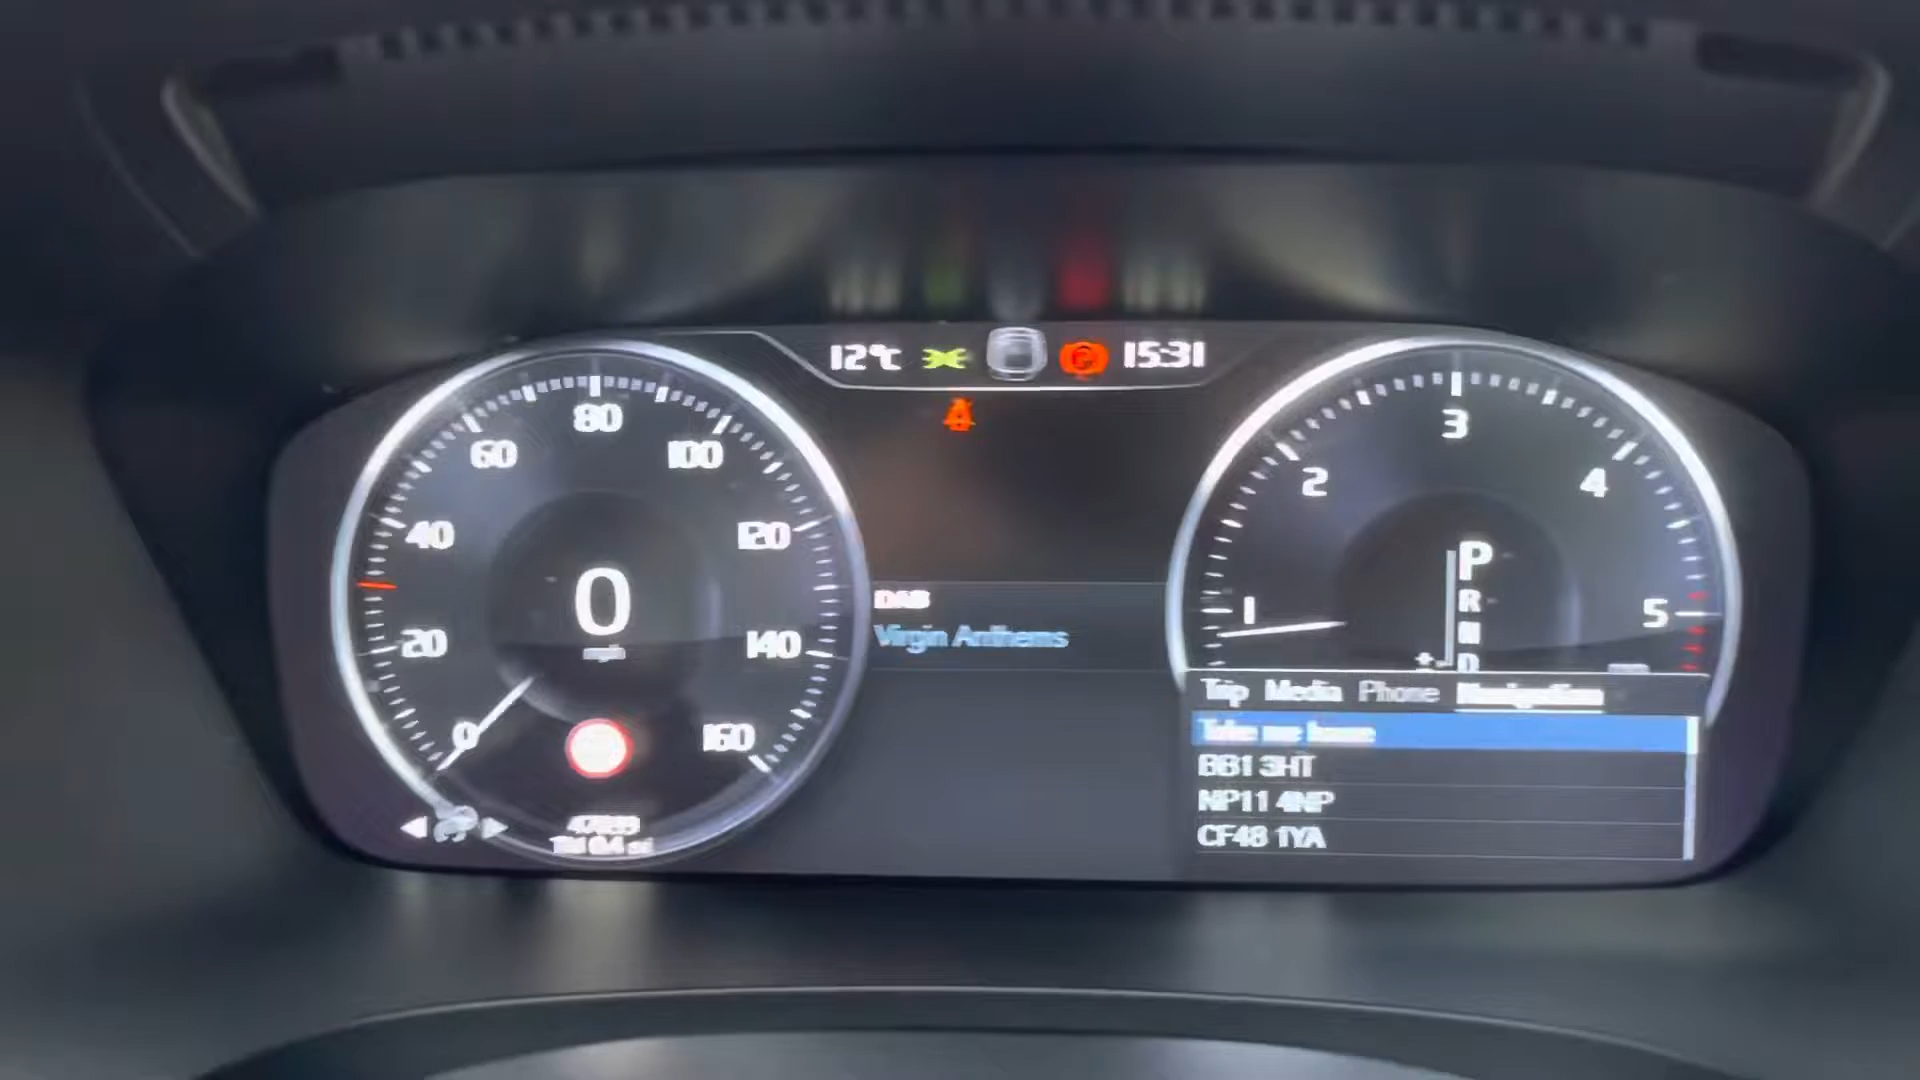 12°C 15:31
0 20 40 60 80 100 120 140 160
0
mph
DAB
Virgin Anthems
1 2 3 4 5
P
R
N
D
Trip Media Phone Navigation
Take me home
BB1 3HT
NP11 4NP
CF48 1YA